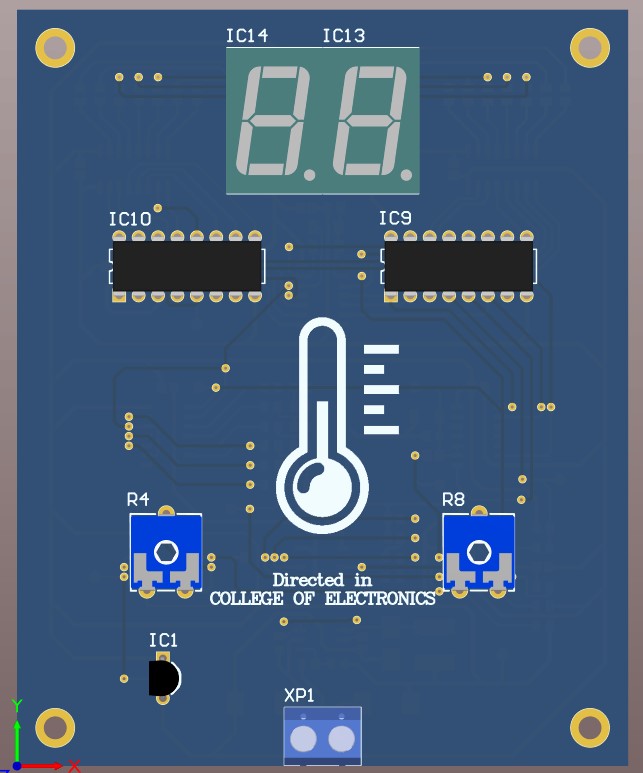 IC14 IC13
IC10
IC9
R4
R8
Directed in
COLLEGE OF ELECTRONICS
IC1
XP1
Y
X
Z